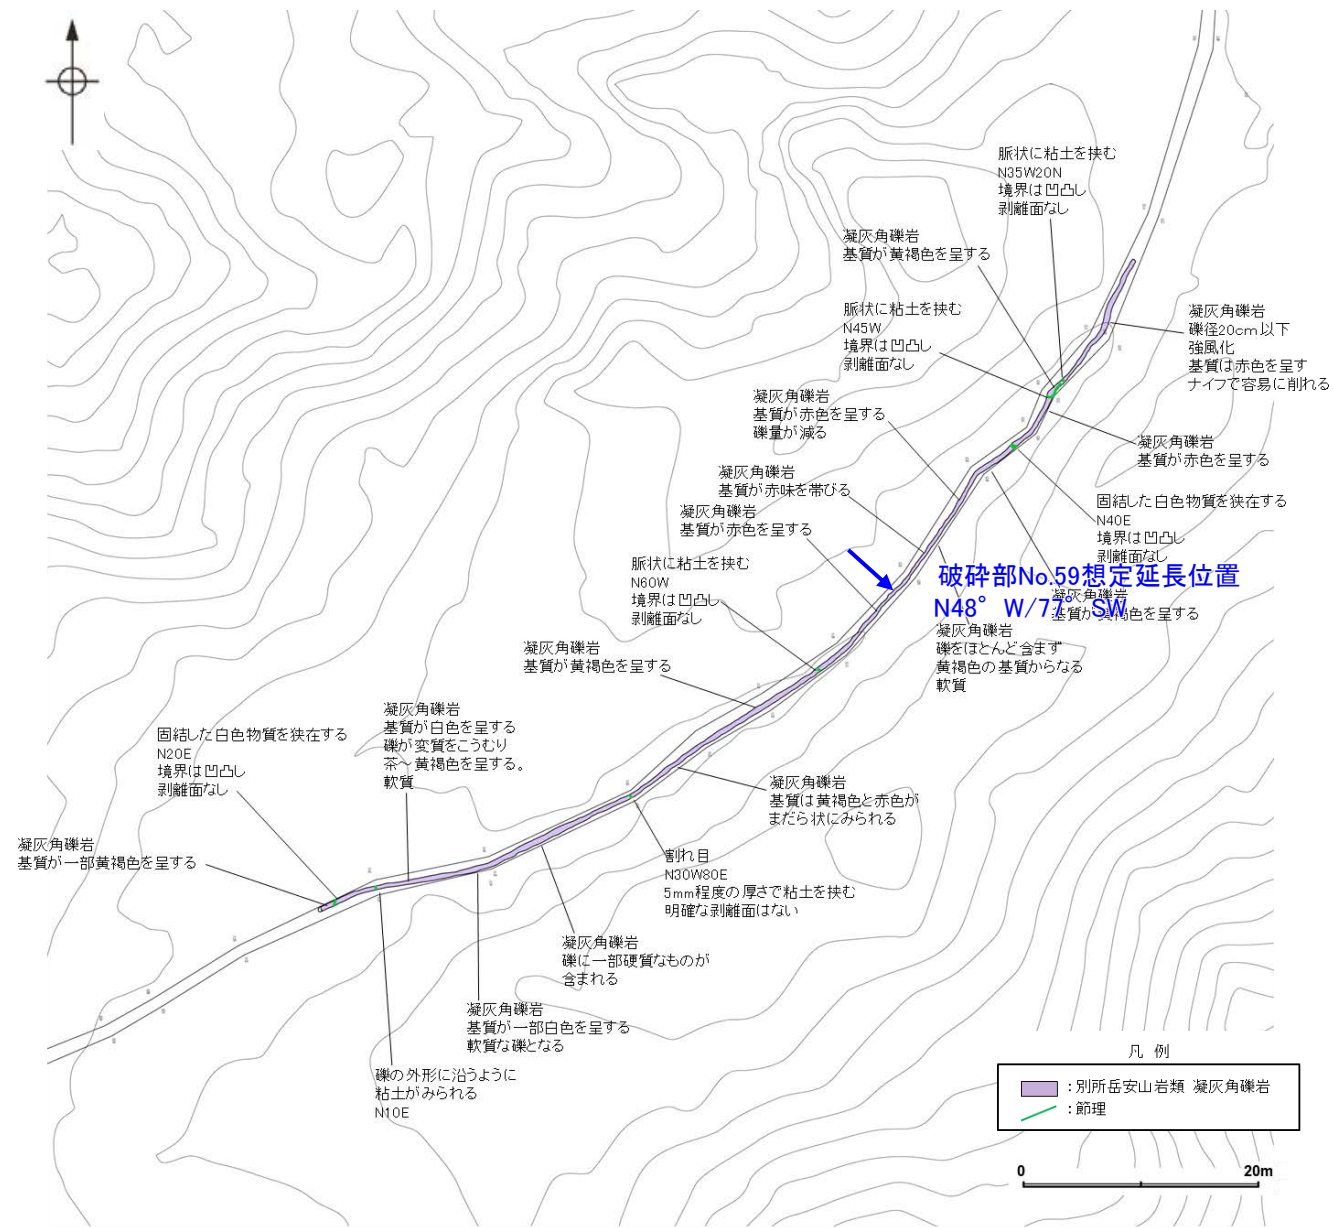 脈状に粘土を挟む
N35W20N
境界は凹凸し
剥離面なし
凝灰角礫岩
基質が黄褐色を呈する
脈状に粘土を挟む
N45W
境界は凹凸し
剥離面なし
凝灰角礫岩
礫径20cm以下
強風化
基質は赤色を呈す
ナイフで容易に削れる
凝灰角礫岩
基質が赤色を呈する
礫量が減る
凝灰角礫岩
基質が赤色を呈する
凝灰角礫岩
基質が赤味を帯びる
固結した白色物質を狭在する
N40E
境界は凹凸し
剥離面なし
凝灰角礫岩
基質が赤色を呈する
脈状に粘土を挟む
N60W
境界は凹凸し
剥離面なし
破砕部No.59想定延長位置
N48°W/77°SW
凝灰角礫岩
基質が黄褐色を呈する
凝灰角礫岩
礫をほとんど含まず
黄褐色の基質からなる
軟質
凝灰角礫岩
基質が黄褐色を呈する
凝灰角礫岩
基質が白色を呈する
礫が変質をこうむり
茶~黄褐色を呈する。
軟質
固結した白色物質を狭在する
N20E
境界は凹凸し
剥離面なし
凝灰角礫岩
基質は黄褐色と赤色が
まだら状にみられる
凝灰角礫岩
基質が一部黄褐色を呈する
割れ目
N30W80E
5mm程度の厚さで粘土を挟む
明確な剥離面はない
凝灰角礫岩
礫に一部硬質なものが
含まれる
凝灰角礫岩
基質が一部白色を呈する
軟質な礫となる
礫の外形に沿うように
粘土がみられる
N10E
凡 例
：別所岳安山岩類 凝灰角礫岩
：節理
0 20m